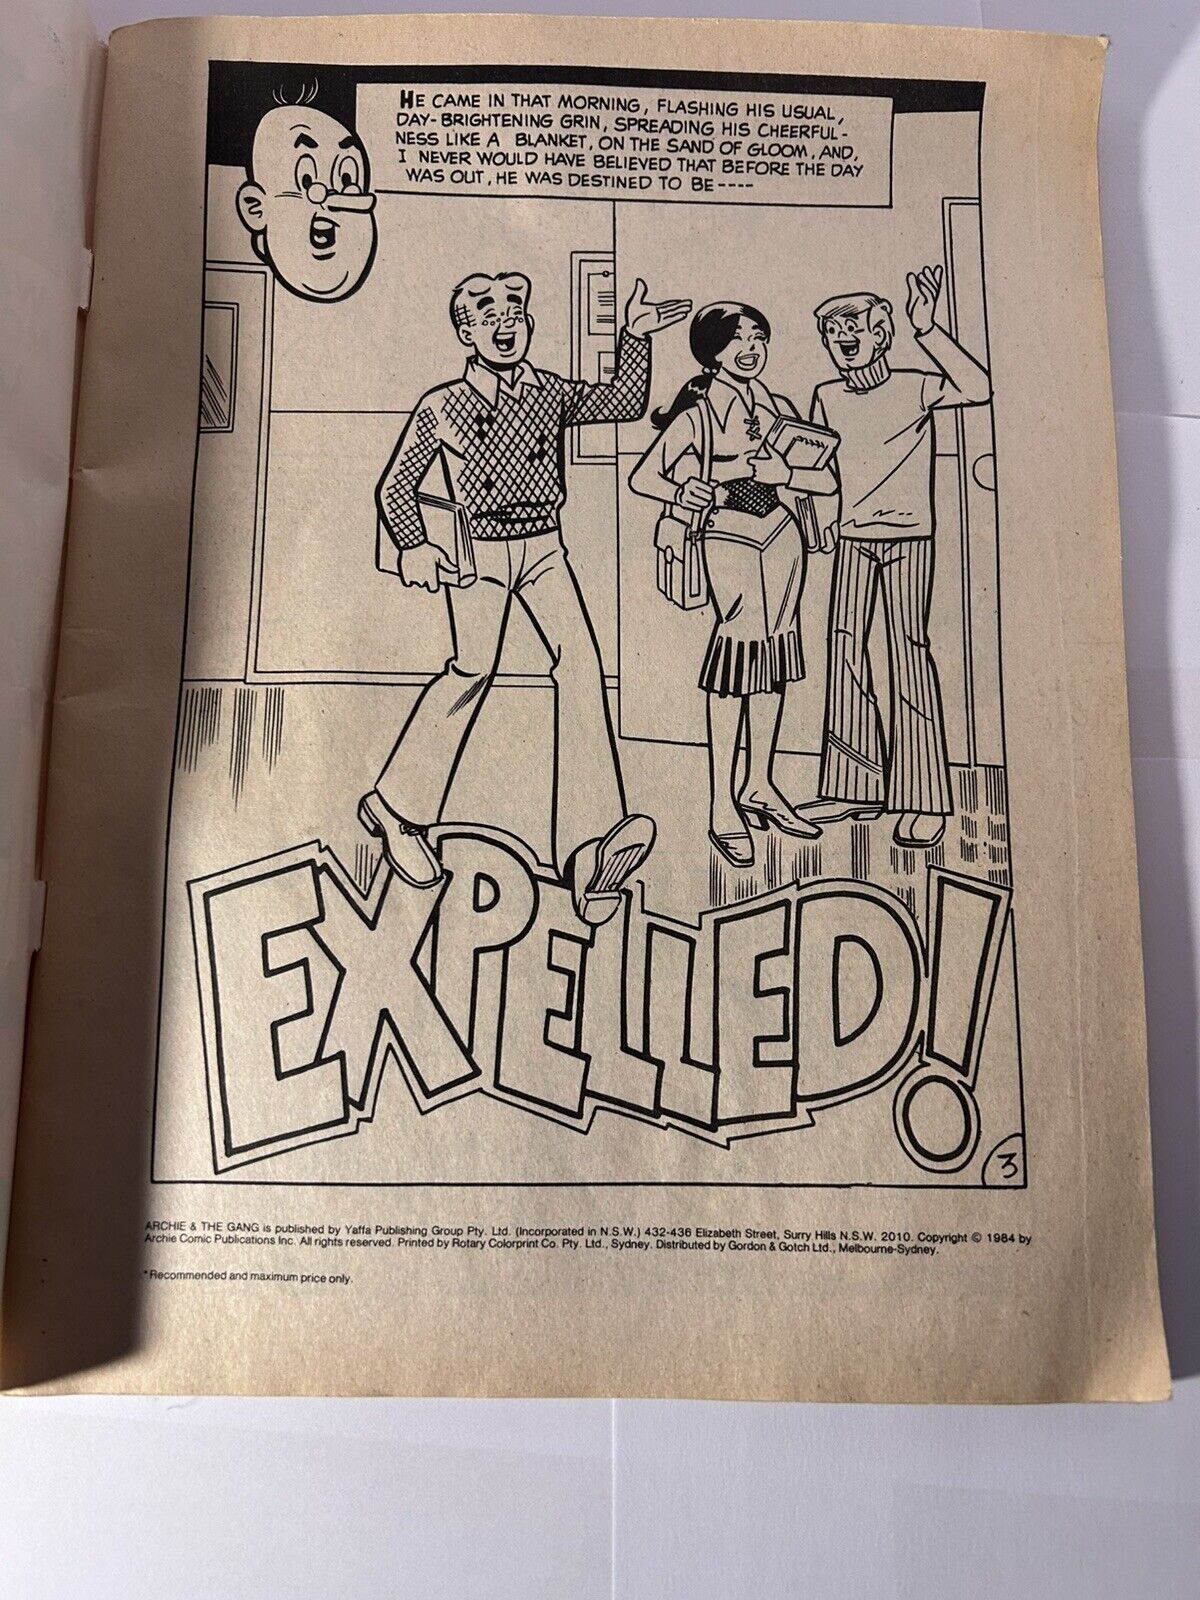 HE CAME IN THAT MORNING, FLASHING HIS USUAL,
DAY-BRIGHTENING GRIN, SPREADING HIS CHEERFUL-
NESS LIKE A BLANKET, ON THE SAND OF GLOOM, AND,
I NEVER WOULD HAVE BELIEVED THAT BEFORE THE DAY
WAS OUT, HE WAS DESTINED TO BE ----
EXPELLED!
3
ARCHIE & THE GANG is published by Yaffa Publishing Group Pty. Ltd. (Incorporated in N.S.W.) 432-436 Elizabeth Street, Surry Hills N.S.W. 2010. Copyright © 1984 by
Archie Comic Publications Inc. All rights reserved. Printed by Rotary Colorprint Co. Pty. Ltd., Sydney. Distributed by Gordon & Gotch Ltd., Melbourne-Sydney.
*Recommended and maximum price only.